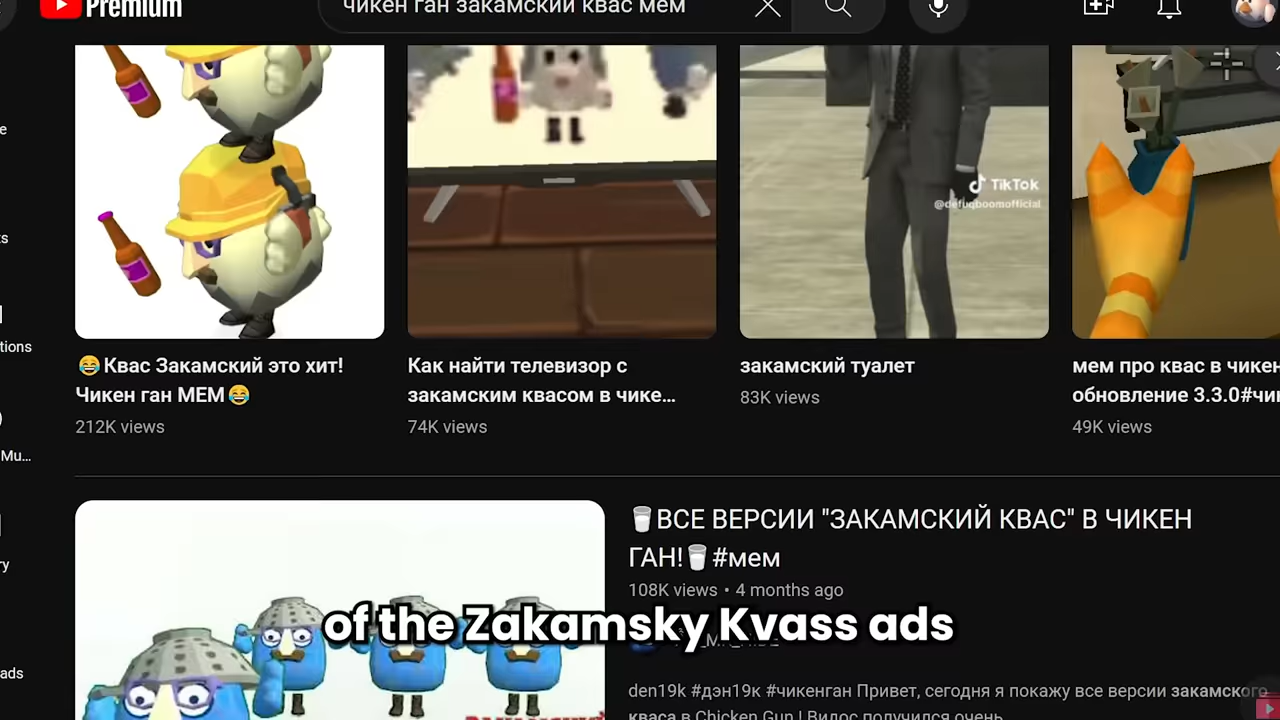 Premium
чикен ган закамский квас мем
TikTok
@defuqboomofficial
e
ts
tions
Mu...
ry
ads
😂Квас Закамский это хит!
Чикен ган МЕМ😂
212K views
Как найти телевизор с
закамским квасом в чике...
74K views
закамский туалет
83K views
мем про квас в чикен
обновление 3.3.0#чи
49K views
🥛ВСЕ ВЕРСИИ "ЗАКАМСКИЙ КВАС" В ЧИКЕН
ГАН!🥛#мем
108K views • 4 months ago
of the Zakamsky Kvass ads
den19k #дэн19к #чикенган Привет, сегодня я покажу все версии закамского
кваса в Chicken Gun ! Видос получился очень